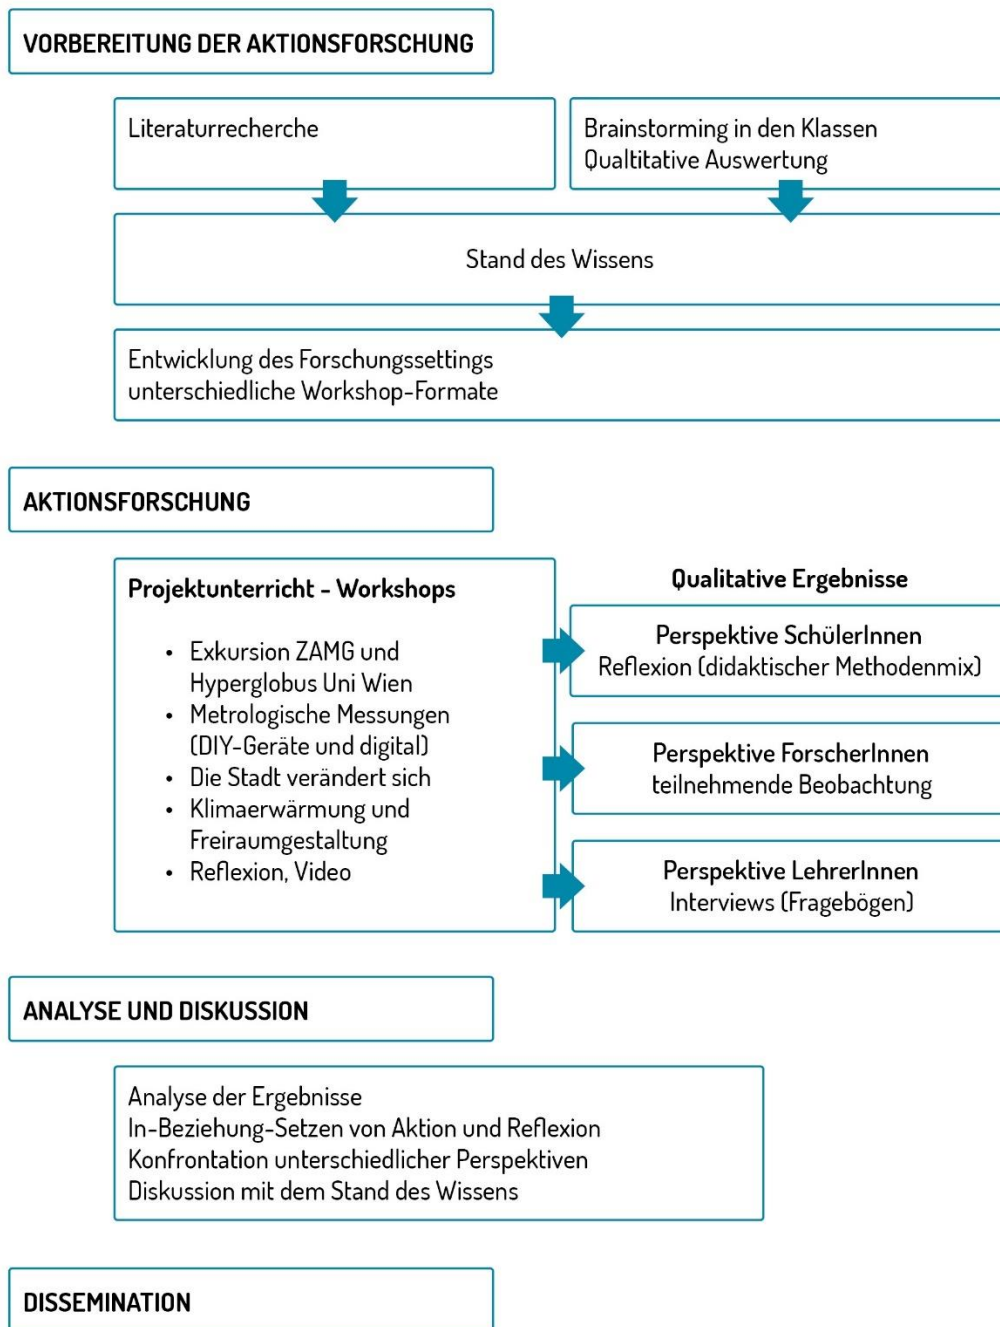 VORBEREITUNG DER AKTIONSFORSCHUNG
Literaturrecherche
Brainstorming in den Klassen
Qualtitative Auswertung
Stand des Wissens
Entwicklung des Forschungssettings
unterschiedliche Workshop-Formate
AKTIONSFORSCHUNG
Projektunterricht - Workshops
• Exkursion ZAMG und
Hyperglobus Uni Wien
• Metrologische Messungen
(DIY-Geräte und digital)
• Die Stadt verändert sich
• Klimaerwärmung und
Freiraumgestaltung
• Reflexion, Video
Qualitative Ergebnisse
Perspektive SchülerInnen
Reflexion (didaktischer Methodenmix)
Perspektive ForscherInnen
teilnehmende Beobachtung
Perspektive LehrerInnen
Interviews (Fragebögen)
ANALYSE UND DISKUSSION
Analyse der Ergebnisse
In-Beziehung-Setzen von Aktion und Reflexion
Konfrontation unterschiedlicher Perspektiven
Diskussion mit dem Stand des Wissens
DISSEMINATION